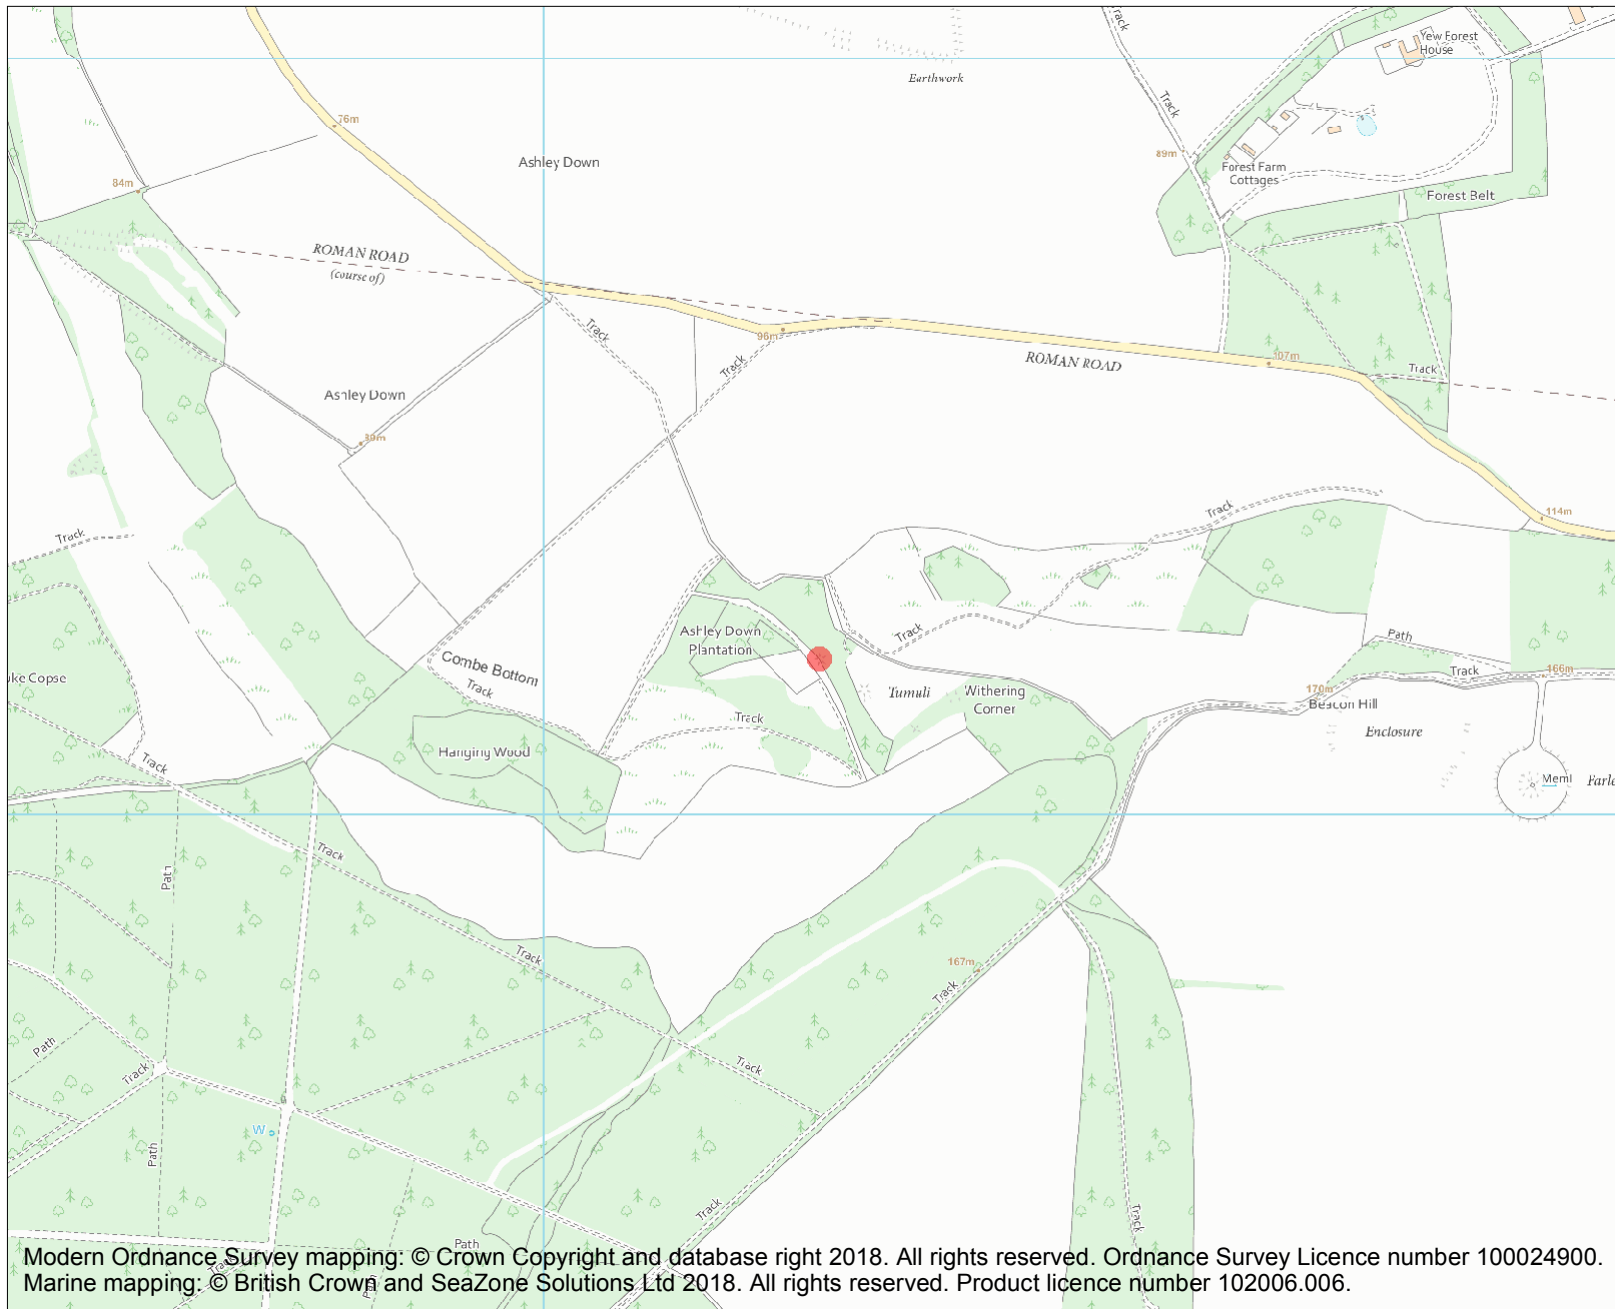 Track
Yew Forest
House
Earthwork
Track
76m
Ashley Down
89m
Forest Farm
Cottages
84m
Forest Belt
ROMAN ROAD
(course of)
Track
96m
Track
ROMAN ROAD
107m
Track
Ashley Down
39m
Track
114m
Track
Ashley Down
Plantation
Track
Path
Combe Bottom
Track
Track
166m
Copse
Tumuli
Withering
Corner
170m
Beacon Hill
Track
Enclosure
Hanging Wood
Track
Meml
Track
Path
Track
167m
Track
Path
Track
Track
W
Path
Track
Track
Path
Track
Path
Modern Ordnance Survey mapping: © Crown Copyright and database right 2018. All rights reserved. Ordnance Survey Licence number 100024900.
Marine mapping: © British Crown and SeaZone Solutions Ltd 2018. All rights reserved. Product licence number 102006.006.